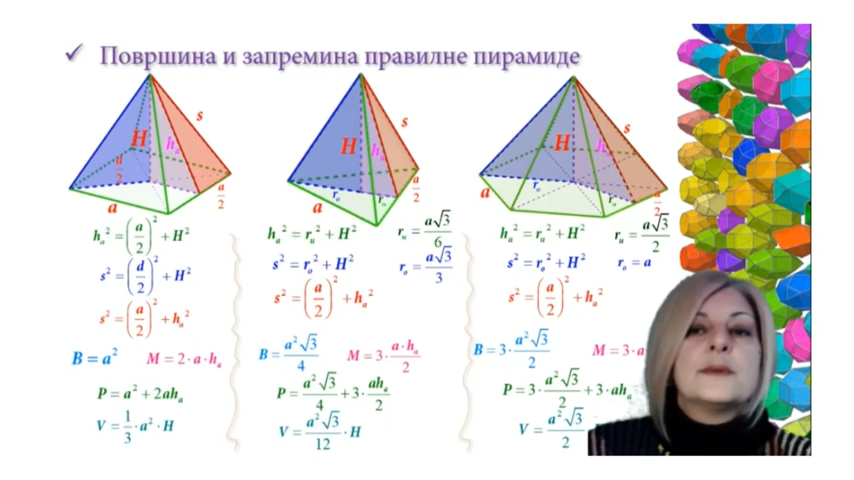 ✓ Површина и запремина правилне пирамиде
H s h_a d/2 a/2 a
h_a² = (a/2)² + H²
s² = (d/2)² + H²
s² = (a/2)² + h_a²
B = a² M = 2·a·h_a
P = a² + 2ah_a
V = 1/3·a²·H
H s h_a a/2 r_o r_u a
h_a² = r_u² + H² r_u = a√3/6
s² = r_o² + H² r_o = a√3/3
s² = (a/2)² + h_a²
B = a²√3/4 M = 3·a·h_a/2
P = a²√3/4 + 3·ah_a/2
V = a²√3/12·H
H s h_a a r_o r_u a/2
h_a² = r_u² + H² r_u = a√3/2
s² = r_o² + H² r_o = a
s² = (a/2)² + h_a²
B = 3·a²√3/2 M = 3·a
P = 3·a²√3/2 + 3·ah_a
V = a²√3/2